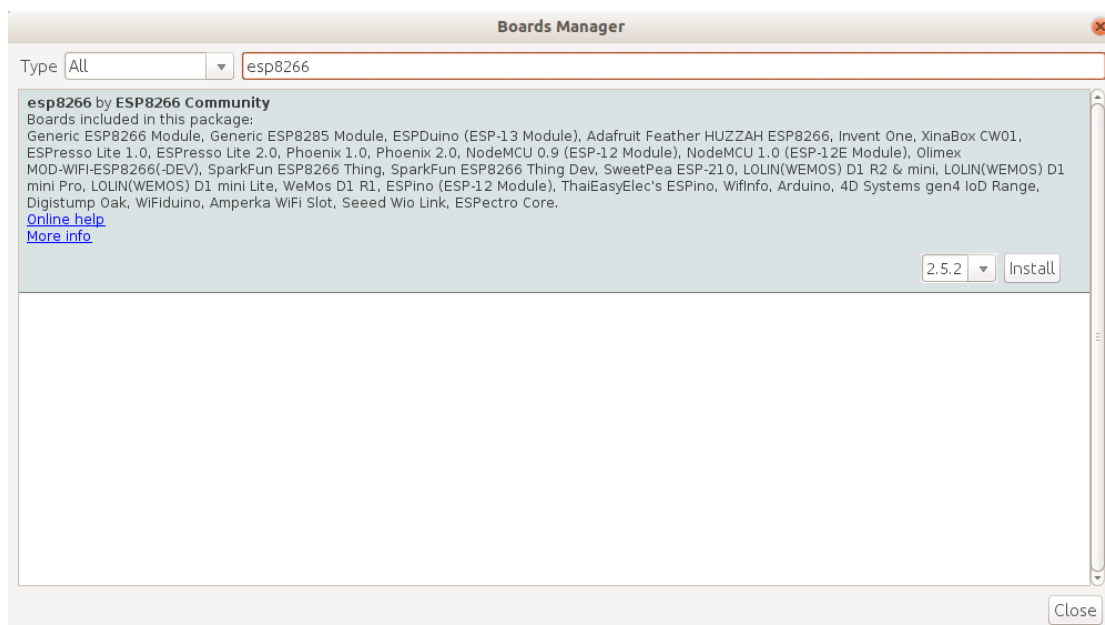 Boards Manager
Type All esp8266
esp8266 by ESP8266 Community
Boards included in this package:
Generic ESP8266 Module, Generic ESP8285 Module, ESPDuino (ESP-13 Module), Adafruit Feather HUZZAH ESP8266, Invent One, XinaBox CW01,
ESPresso Lite 1.0, ESPresso Lite 2.0, Phoenix 1.0, Phoenix 2.0, NodeMCU 0.9 (ESP-12 Module), NodeMCU 1.0 (ESP-12E Module), Olimex
MOD-WIFI-ESP8266(-DEV), SparkFun ESP8266 Thing, SparkFun ESP8266 Thing Dev, SweetPea ESP-210, LOLIN(WEMOS) D1 R2 & mini, LOLIN(WEMOS) D1
mini Pro, LOLIN(WEMOS) D1 mini Lite, WeMos D1 R1, ESPino (ESP-12 Module), ThaiEasyElec's ESPino, WifInfo, Arduino, 4D Systems gen4 IoD Range,
Digistump Oak, WiFiduino, Amperka WiFi Slot, Seeed Wio Link, ESPectro Core.
Online help
More info
2.5.2 Install
Close